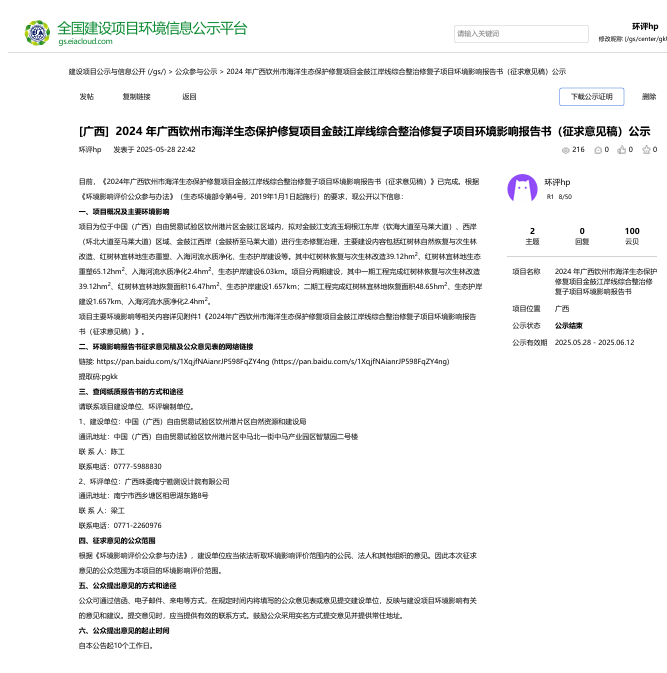 全国建设项目环境信息公示平台
gs.eiacloud.com
请输入关键词
环评hp
修改昵称 (/gs/center/gkl
建设项目公示与信息公开 (/gs/) > 公众参与公示 > 2024 年广西钦州市海洋生态保护修复项目金鼓江岸线综合整治修复子项目环境影响报告书（征求意见稿）公示
发帖 复制链接 返回 下载公示证明 删除
[广西] 2024 年广西钦州市海洋生态保护修复项目金鼓江岸线综合整治修复子项目环境影响报告书（征求意见稿）公示
环评hp 发表于 2025-05-28 22:42 216 0 0 0
目前，《2024年广西钦州市海洋生态保护修复项目金鼓江岸线综合整治修复子项目环境影响报告书（征求意见稿）》已完成。根据
《环境影响评价公众参与办法》（生态环境部令第4号，2019年1月1日起施行）的要求，现公开以下信息：
一、项目概况及主要环境影响
项目为位于中国（广西）自由贸易试验区钦州港片区金鼓江区域内，拟对金鼓江支流玉垌根江东岸（钦海大道至马莱大道）、西岸
（环北大道至马莱大道）区域、金鼓江西岸（金鼓桥至马莱大道）进行生态修复治理，主要建设内容包括红树林自然恢复与次生林
改造、红树林宜林地生态重塑、入海河流水质净化、生态护岸建设等。其中红树林恢复与次生林改造39.12hm²、红树林宜林地生态
重塑65.12hm²、入海河流水质净化2.4hm²、生态护岸建设6.03km。项目分两期建设，其中一期工程完成红树林恢复与次生林改造
39.12hm²、红树林宜林地恢复面积16.47hm²、生态护岸建设1.657km；二期工程完成红树林宜林地恢复面积48.65hm²、生态护岸
建设1.657km、入海河流水质净化2.4hm²。
项目主要环境影响等相关内容详见附件1《2024年广西钦州市海洋生态保护修复项目金鼓江岸线综合整治修复子项目环境影响报告
书（征求意见稿）》。
二、环境影响报告书征求意见稿及公众意见表的网络链接
链接: https://pan.baidu.com/s/1XqjfNAianrJP598FqZY4ng (https://pan.baidu.com/s/1XqjfNAianrJP598FqZY4ng)
提取码:pgkk
三、查阅纸质报告书的方式和途径
请联系项目建设单位、环评编制单位。
1、建设单位：中国（广西）自由贸易试验区钦州港片区自然资源和建设局
通讯地址：中国（广西）自由贸易试验区钦州港片区中马北一街中马产业园区智慧园二号楼
联 系 人：陈工
联系电话：0777-5988830
2、环评单位：广西珠委南宁勘测设计院有限公司
通讯地址：南宁市西乡塘区相思湖东路8号
联 系 人：梁工
联系电话：0771-2260976
四、征求意见的公众范围
根据《环境影响评价公众参与办法》，建设单位应当依法听取环境影响评价范围内的公民、法人和其他组织的意见。因此本次征求
意见的公众范围为本项目的环境影响评价范围。
五、公众提出意见的方式和途径
公众可通过信函、电子邮件、来电等方式，在规定时间内将填写的公众意见表或意见提交建设单位，反映与建设项目环境影响有关
的意见和建议。提交意见时，应当提供有效的联系方式。鼓励公众采用实名方式提交意见并提供常住地址。
六、公众提出意见的起止时间
自本公告起10个工作日。
环评hp
R1 8/50
2 0 100
主题 回复 云贝
项目名称 2024 年广西钦州市海洋生态保护
修复项目金鼓江岸线综合整治修
复子项目环境影响报告书
项目位置 广西
公示状态 公示结束
公示有效期 2025.05.28 - 2025.06.12